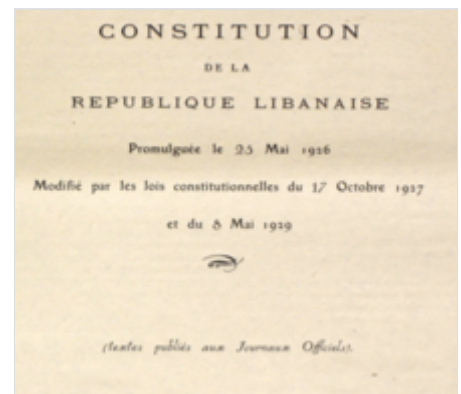 CONSTITUTION
DE LA
REPUBLIQUE LIBANAISE
Promulguée le 23 Mai 1926
Modifié par les lois constitutionnelles du 17 Octobre 1927
et du 8 Mai 1929
(textes publiés aux Journaux Officiels).